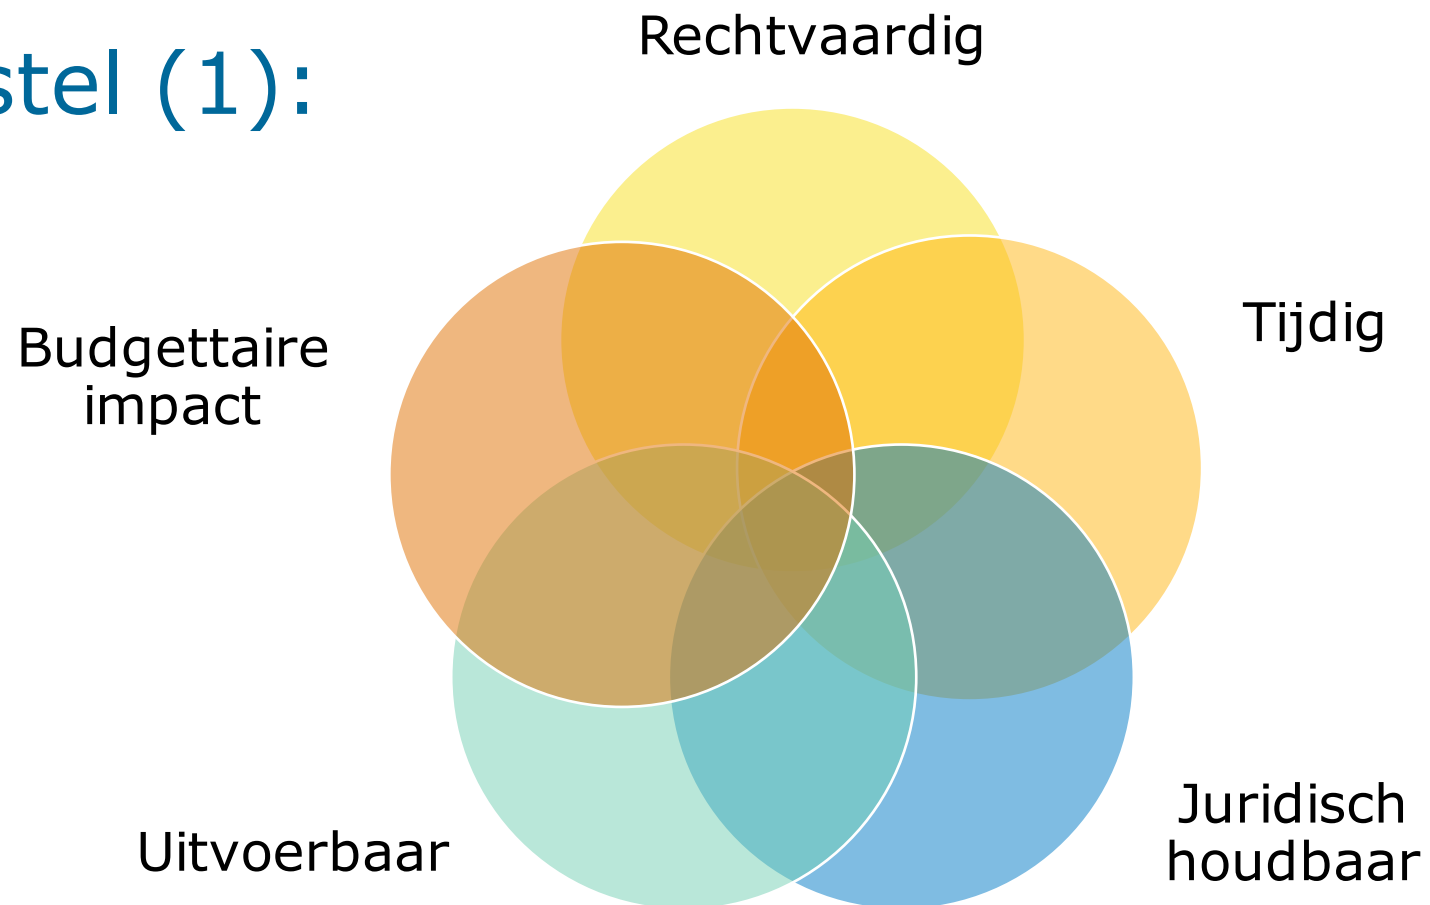 stel (1):
Rechtvaardig
Tijdig
Budgettaire
impact
Juridisch
houdbaar
Uitvoerbaar